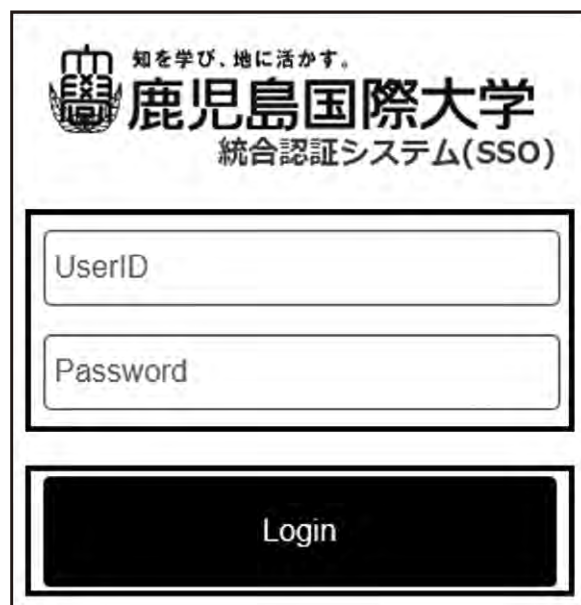 知を学び、地に活かす。
鹿児島国際大学
統合認証システム(SSO)
UserID
Password
Login